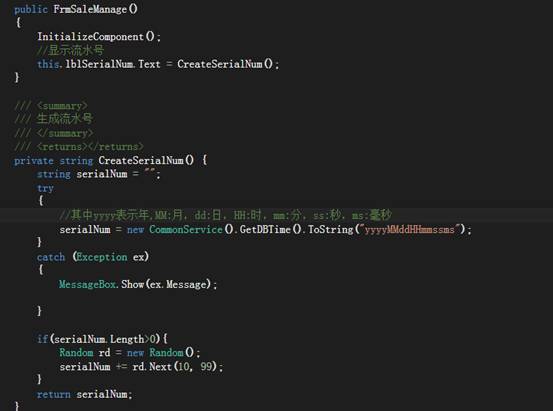 public FrmSaleManage()
{
InitializeComponent();
//显示流水号
this.lblSerialNum.Text = CreateSerialNum();
}
/// <summary>
/// 生成流水号
/// </summary>
/// <returns></returns>
private string CreateSerialNum() {
string serialNum = "";
try
{
//其中yyyy表示年,MM:月, dd:日, HH:时, mm:分, ss:秒, ms:毫秒
serialNum = new CommonService().GetDBTime().ToString("yyyyMMddHHmmssms");
}
catch (Exception ex)
{
MessageBox.Show(ex.Message);
}
if(serialNum.Length>0){
Random rd = new Random();
serialNum += rd.Next(10, 99);
}
return serialNum;
}